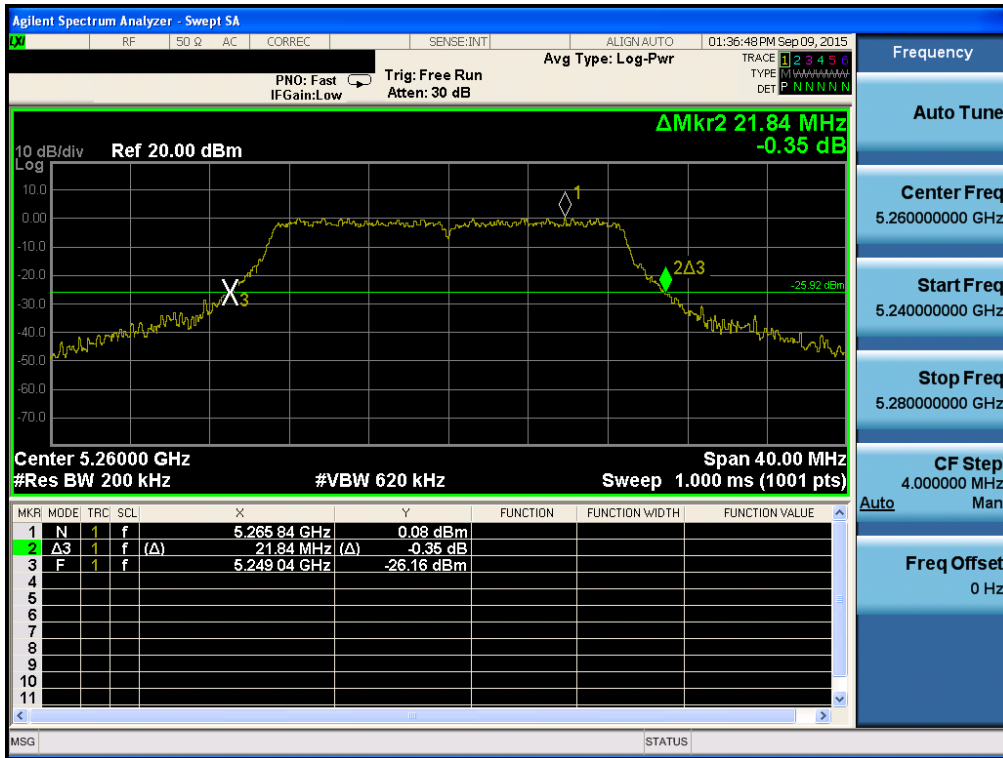 Agilent Spectrum Analyzer - Swept SA
LXI RF 50 Ω AC CORREC SENSE:INT ALIGN AUTO 01:36:48 PM Sep 09, 2015
PNO: Fast
IFGain:Low
Trig: Free Run
Atten: 30 dB
Avg Type: Log-Pwr
TRACE 1 2 3 4 5 6
TYPE M
DET P N N N N N
ΔMkr2 21.84 MHz
-0.35 dB
10 dB/div Ref 20.00 dBm
Log
10.0
0.00
-10.0
-20.0
-30.0
-40.0
-50.0
-60.0
-70.0
1
2Δ3
-25.92 dBm
X3
Center 5.26000 GHz Span 40.00 MHz
#Res BW 200 kHz #VBW 620 kHz Sweep 1.000 ms (1001 pts)
MKR MODE TRC SCL X Y FUNCTION FUNCTION WIDTH FUNCTION VALUE
1 N 1 f 5.265 84 GHz 0.08 dBm
2 Δ3 1 f (Δ) 21.84 MHz (Δ) -0.35 dB
3 F 1 f 5.249 04 GHz -26.16 dBm
4
5
6
7
8
9
10
11
MSG STATUS
Frequency
Auto Tune
Center Freq
5.260000000 GHz
Start Freq
5.240000000 GHz
Stop Freq
5.280000000 GHz
CF Step
4.000000 MHz
Auto Man
Freq Offset
0 Hz